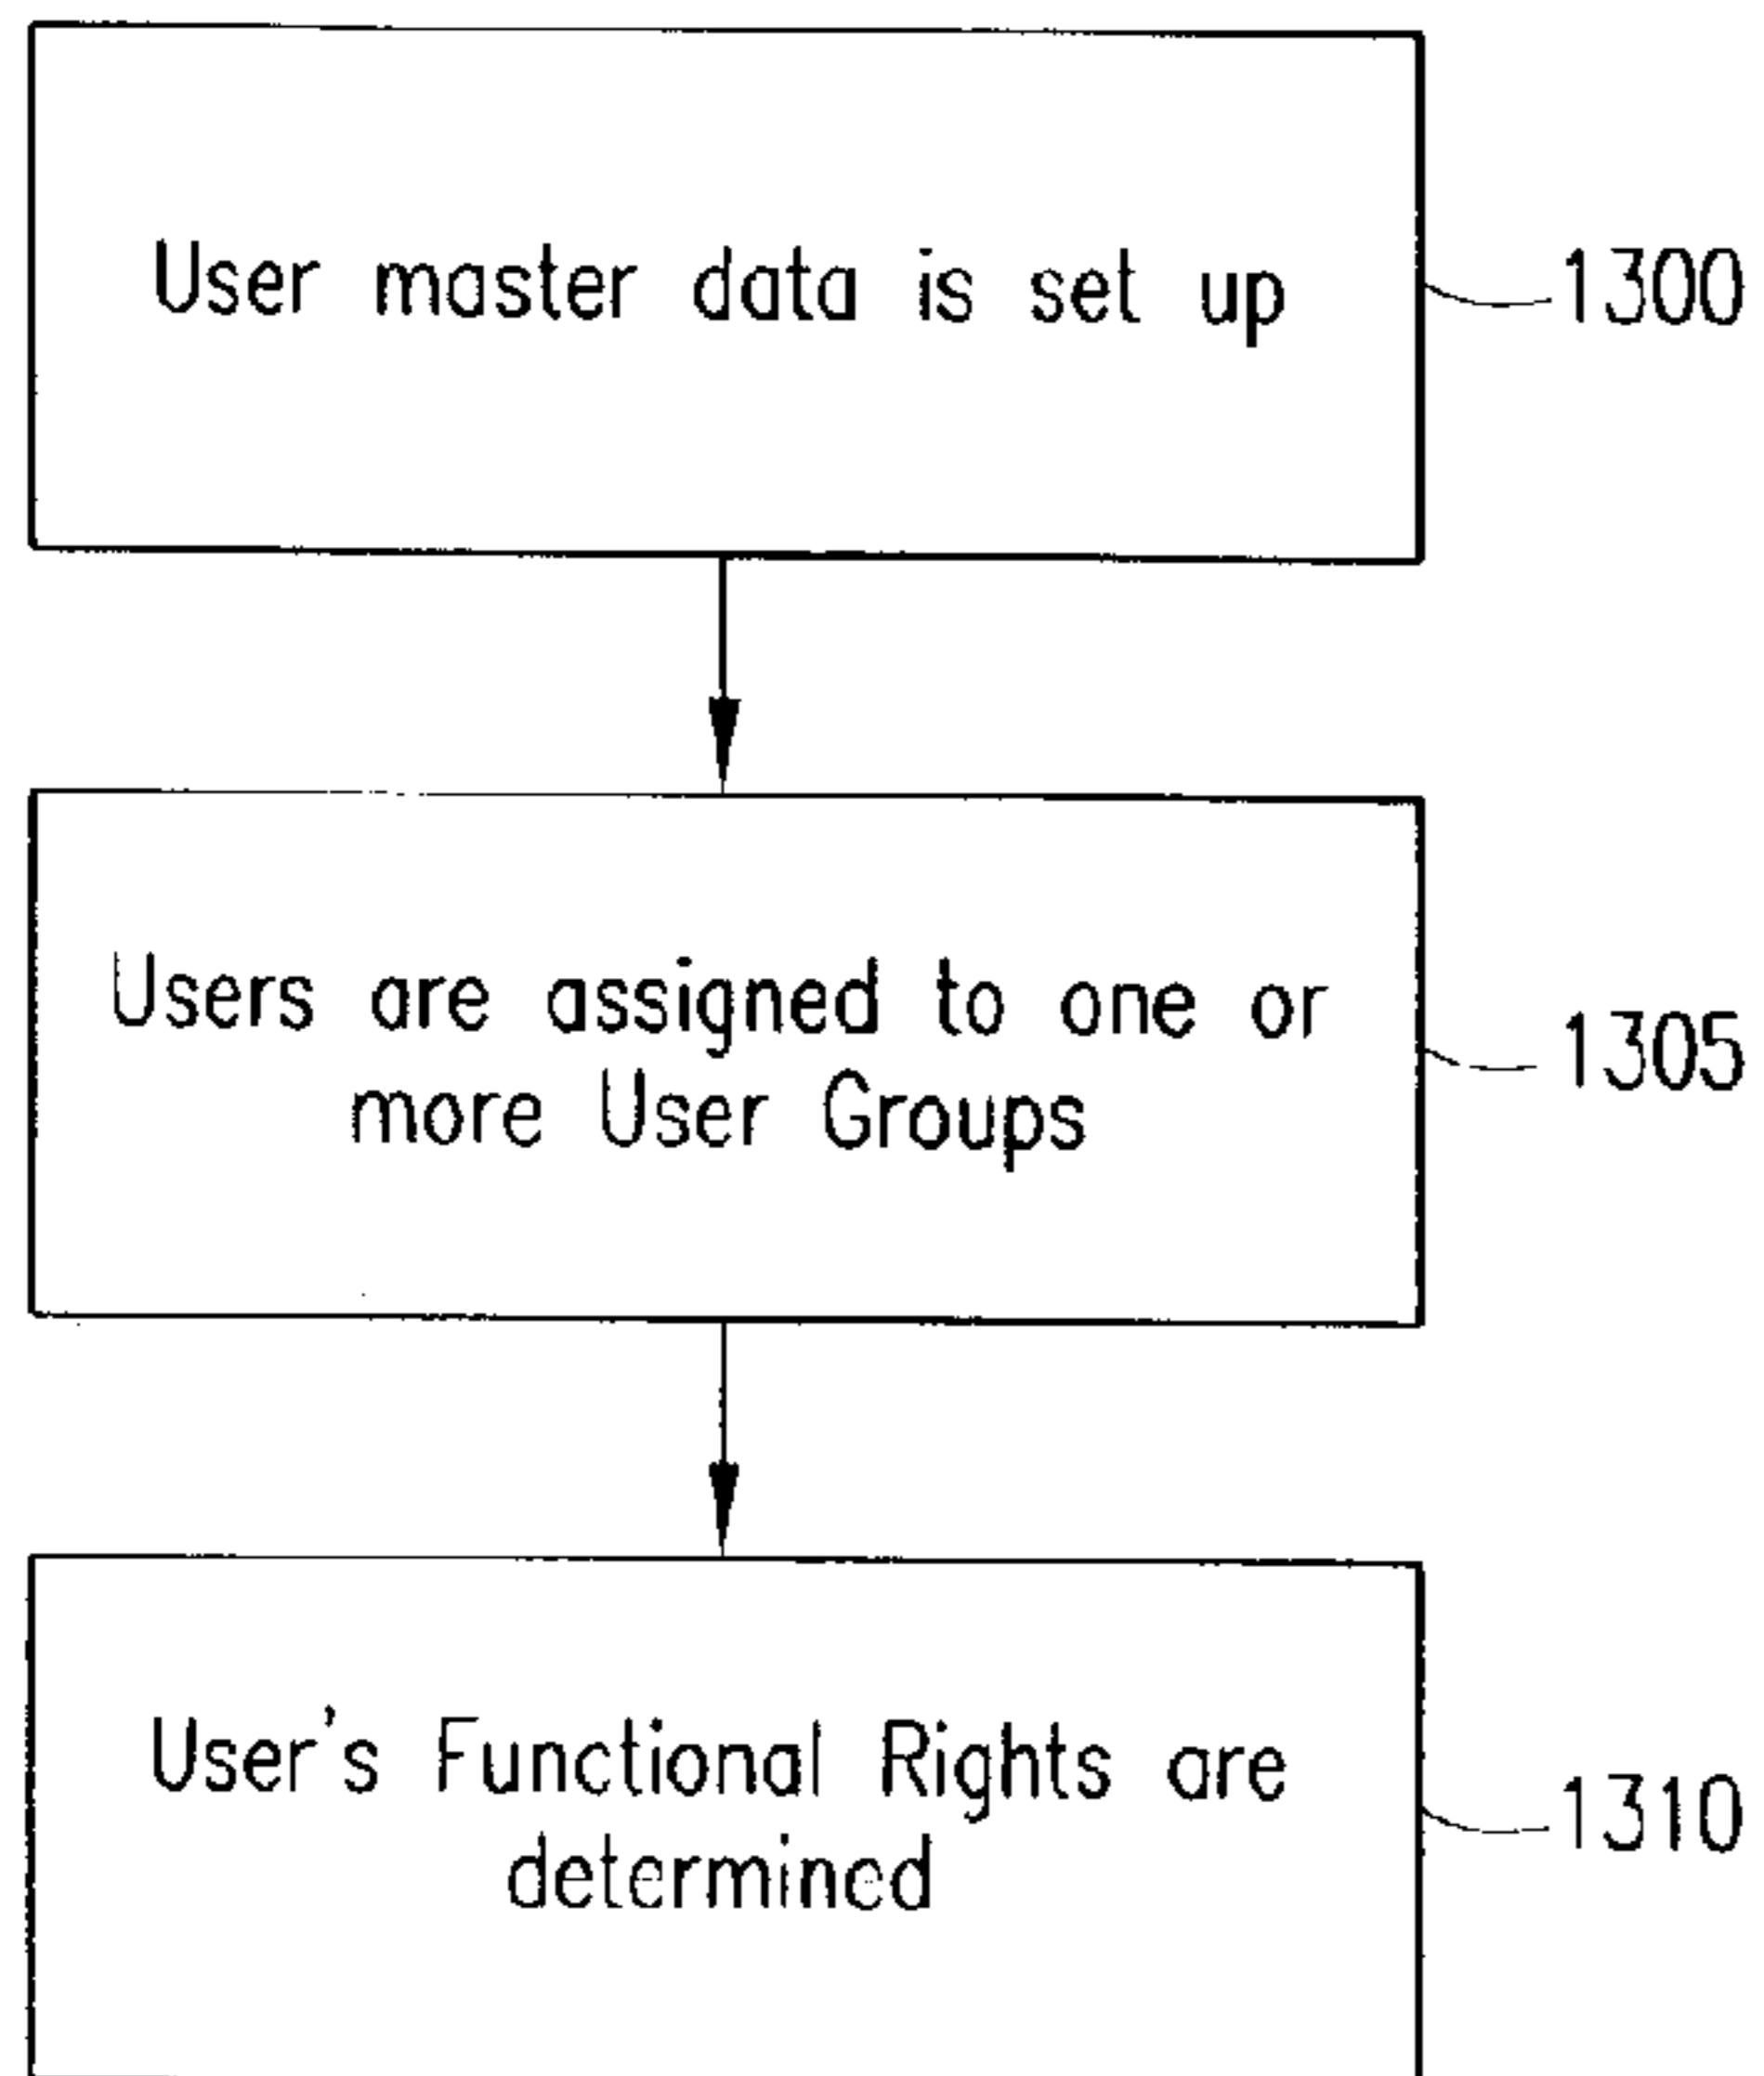 User master data is set up
1300
Users are assigned to one or
more User Groups
1305
User's Functional Rights are
determined
1310